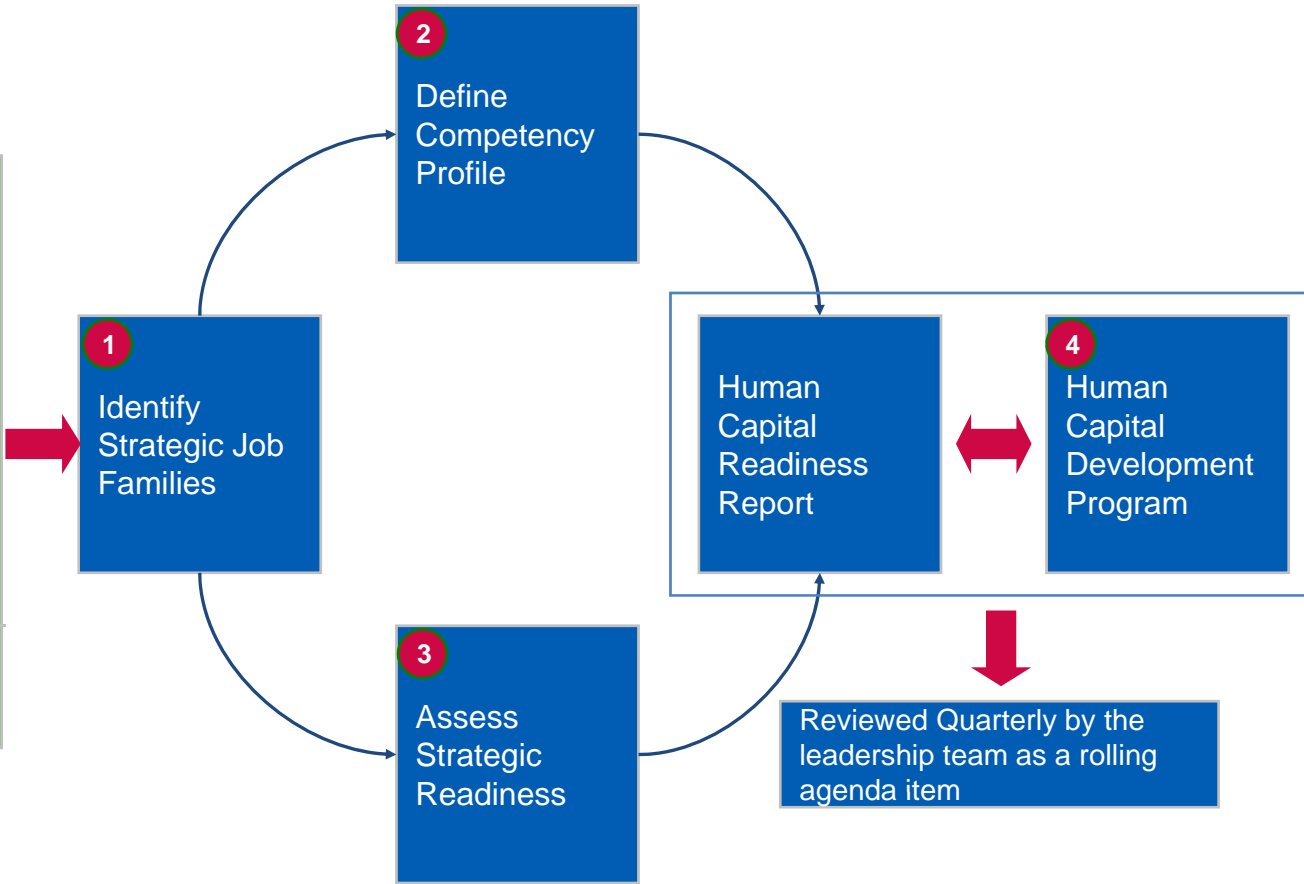 1
Identify
Strategic Job
Families
2
Define
Competency
Profile
3
Assess
Strategic
Readiness
Human
Capital
Readiness
Report
4
Human
Capital
Development
Program
Reviewed Quarterly by the
leadership team as a rolling
agenda item